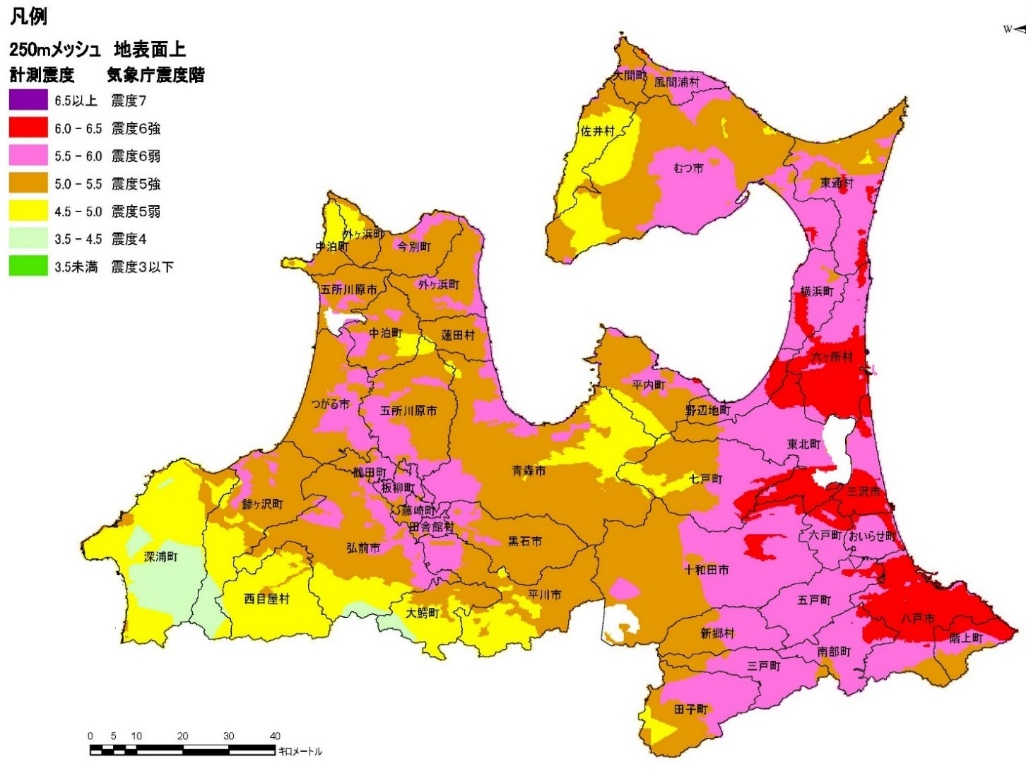 凡例
250mメッシュ 地表面上
計測震度 気象庁震度階
6.5以上 震度7
6.0 - 6.5 震度6強
5.5 - 6.0 震度6弱
5.0 - 5.5 震度5強
4.5 - 5.0 震度5弱
3.5 - 4.5 震度4
3.5未満 震度3以下
W
大間町
風間浦村
佐井村
むつ市
東通村
外ヶ浜町
中泊町
今別町
五所川原市
外ヶ浜町
横浜町
中泊町
蓬田村
六ヶ所村
平内町
つがる市
五所川原市
野辺地町
東北町
青森市
鶴田町
七戸町
板柳町
三沢市
鰺ヶ沢町
藤崎町
田舎館村
六戸町
おいらせ町
弘前市
黒石市
深浦町
十和田市
西目屋村
平川市
五戸町
大鰐町
八戸市
新郷村
階上町
南部町
三戸町
田子町
0 5 10 20 30 40
キロメートル